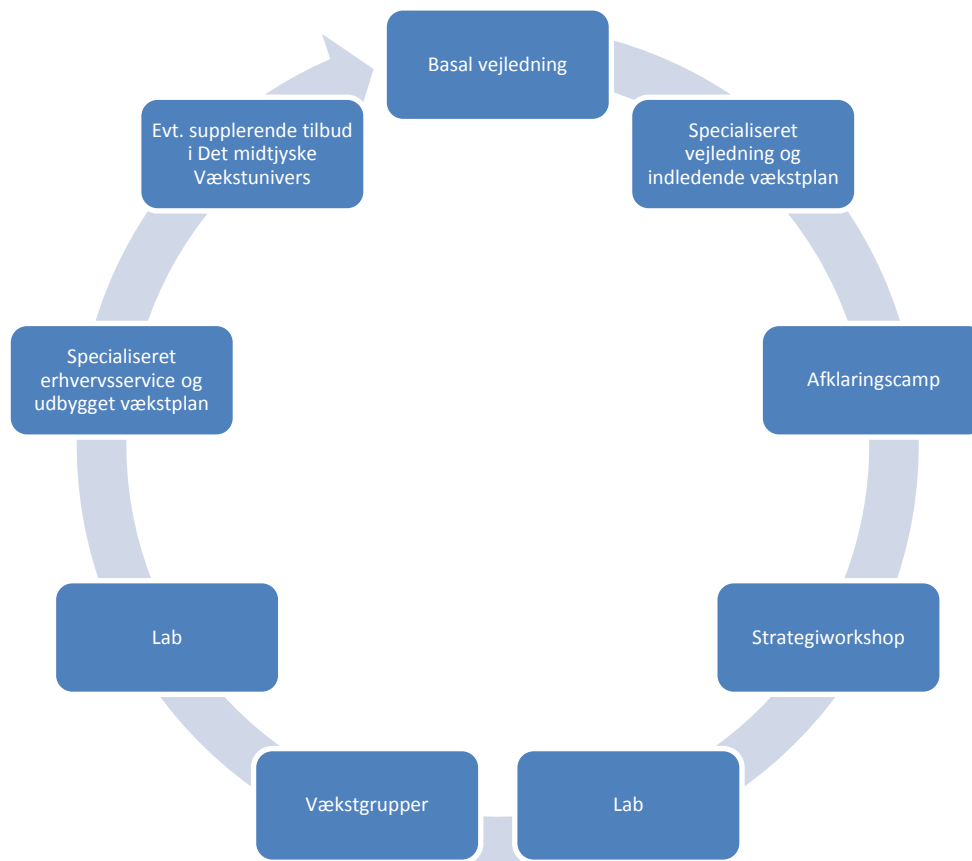 Basal vejledning
Specialiseret
vejledning og
indledende vækstplan
Afklaringscamp
Strategiworkshop
Lab
Vækstgrupper
Lab
Specialiseret
erhvervsservice og
udbygget vækstplan
Evt. supplerende tilbud
i Det midtjyske
Vækstunivers